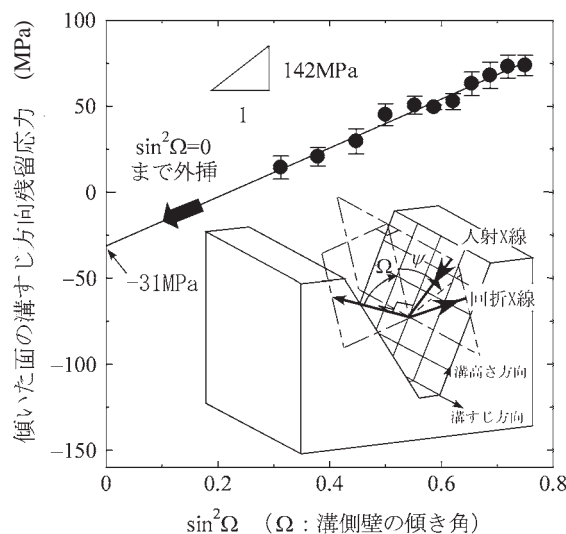 傾いた面の溝すじ方向残留応力 (MPa)
100
50
0
−50
−100
−150
142MPa
1
sin²Ω=0
まで外挿
−31MPa
Ω
ψ
入射X線
回折X線
溝高さ方向
溝すじ方向
0
0.2
0.4
0.6
0.8
sin²Ω （Ω：溝側壁の傾き角）